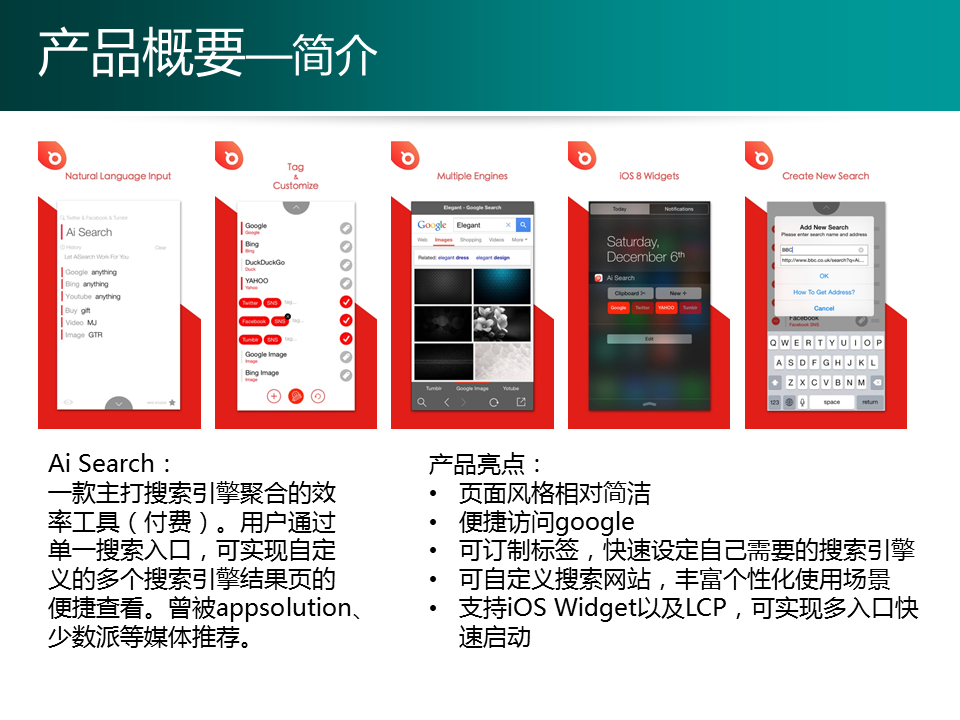 产品概要—简介
Natural Language Input
Tag
&
Customize
Multiple Engines
iOS 8 Widgets
Create New Search
Twitter & Facebook & Tumblr
Ai Search
History Clear
Let AiSearch Work For You
Google anything
Bing anything
Youtube anything
Buy gift
Video MJ
Image GTR
Google
Google
Bing
Bing
DuckDuckGo
Duck
YAHOO
Yahoo
Twitter SNS tag...
Facebook SNS tag...
Tumblr SNS tag...
Google Image
Image
Bing Image
Image
Elegant - Google Search
Google Elegant
Web Images Shopping Videos More
Related: elegant dress elegant design
Tumblr Google Image Yotube
Today Notifications
Saturday,
December 6th
Ai Search
Clipboard New +
Google Twitter YAHOO Tumblr
Edit
Add New Search
Please enter search name and address
BBC
http://www.bbc.co.uk/search?q=Ai...
OK
How To Get Address?
Cancel
Facebook
Facebook SNS
Q W E R T Y U I O P
A S D F G H J K L
Z X C V B N M
123 space return
Ai Search：
一款主打搜索引擎聚合的效
率工具（付费）。用户通过
单一搜索入口，可实现自定
义的多个搜索引擎结果页的
便捷查看。曾被appsolution、
少数派等媒体推荐。
产品亮点：
• 页面风格相对简洁
• 便捷访问google
• 可订制标签，快速设定自己需要的搜索引擎
• 可自定义搜索网站，丰富个性化使用场景
• 支持iOS Widget以及LCP，可实现多入口快
速启动